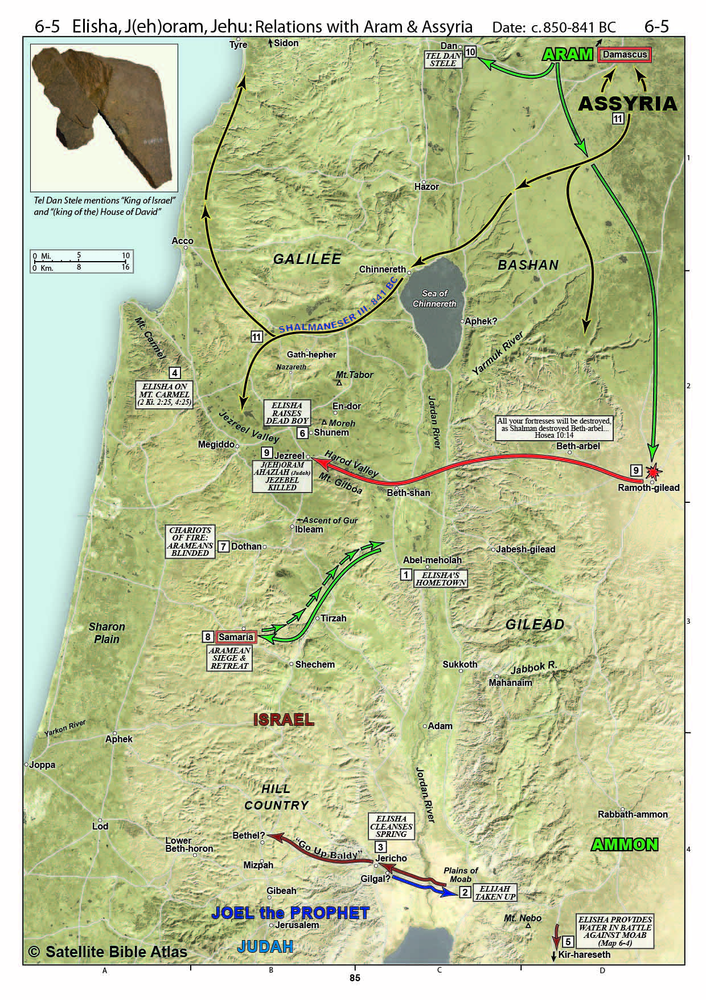 6-5 Elisha, J(eh)oram, Jehu: Relations with Aram & Assyria Date: c.850-841 BC 6-5
Tyre
Sidon
Dan
10
TEL DAN
STELE
ARAM
Damascus
ASSYRIA
11
1
Hazor
Tel Dan Stele mentions “King of Israel”
and “(king of the) House of David”
0 Mi. 5 10
0 Km. 8 16
Acco
GALILEE
Chinnereth
BASHAN
Sea of
Chinnereth
SHALMANESER III. 841 BC
11
Aphek?
Mt. Carmel
Yarmuk River
Gath-hepher
Nazareth
Mt.Tabor
4
ELISHA ON
MT. CARMEL
(2 Ki. 2:25, 4:25)
2
ELISHA
RAISES
DEAD BOY
En-dor
Moreh
6
Shunem
Jezreel Valley
Jordan River
All your fortresses will be destroyed,
as Shalman destroyed Beth-arbel...
Hosea 10:14
Beth-arbel
Megiddo
9
Jezreel
J(EH)ORAM
AHAZIAH (Judah)
JEZEBEL
KILLED
Harod Valley
Mt. Gilboa
Beth-shan
9
Ramoth-gilead
Ascent of Gur
Ibleam
CHARIOTS
OF FIRE:
ARAMEANS
BLINDED
7
Dothan
Jabesh-gilead
Abel-meholah
1
ELISHA'S
HOMETOWN
Tirzah
GILEAD
3
Sharon
Plain
8
Samaria
ARAMEAN
SIEGE &
RETREAT
Shechem
Sukkoth
Jabbok R.
Mahanaim
ISRAEL
Adam
Yarkon River
Aphek
Joppa
Jordan River
HILL
COUNTRY
Lod
Rabbath-ammon
ELISHA
CLEANSES
SPRING
Bethel?
“Go Up Baldy”
3
Jericho
Lower
Beth-horon
AMMON
4
Mizpah
Gilgal?
Plains of
Moab
2
ELIJAH
TAKEN UP
Gibeah
JOEL the PROPHET
Jerusalem
Mt. Nebo
ELISHA PROVIDES
WATER IN BATTLE
AGAINST MOAB
(Map 6-4)
5
Kir-hareseth
JUDAH
© Satellite Bible Atlas
A B C D
85